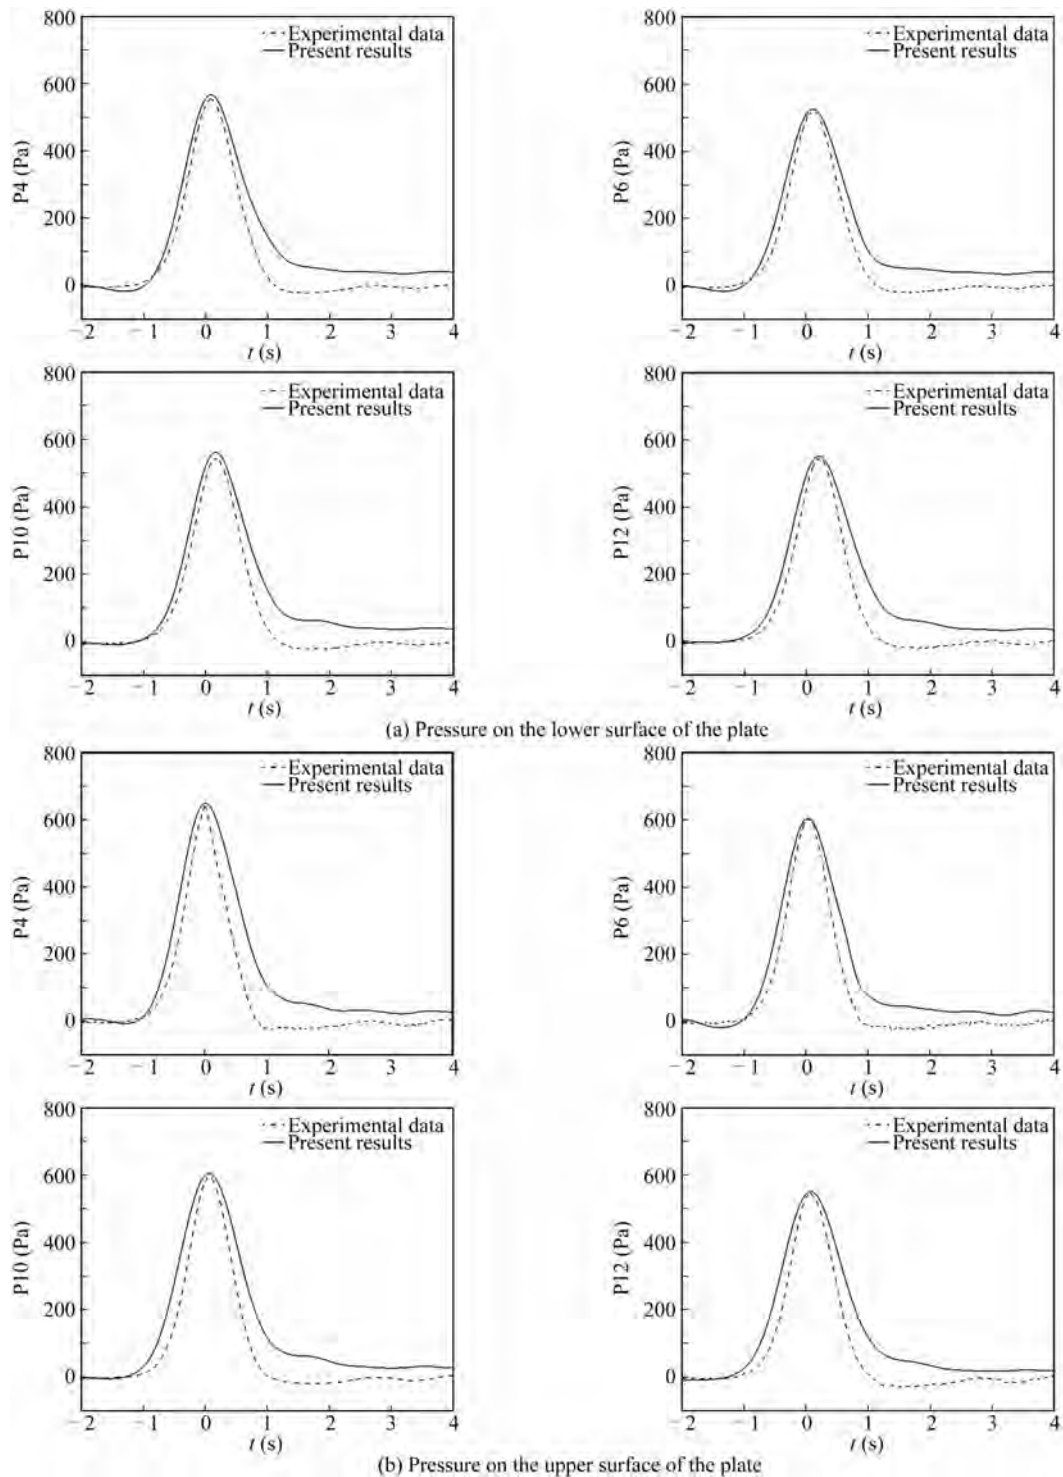 800
600
400
200
0
P4 (Pa)
Experimental data
Present results
−2 −1 0 1 2 3 4
t (s)
800
600
400
200
0
P6 (Pa)
Experimental data
Present results
−2 −1 0 1 2 3 4
t (s)
800
600
400
200
0
P10 (Pa)
Experimental data
Present results
−2 −1 0 1 2 3 4
t (s)
800
600
400
200
0
P12 (Pa)
Experimental data
Present results
−2 −1 0 1 2 3 4
t (s)
(a) Pressure on the lower surface of the plate
800
600
400
200
0
P4 (Pa)
Experimental data
Present results
−2 −1 0 1 2 3 4
t (s)
800
600
400
200
0
P6 (Pa)
Experimental data
Present results
−2 −1 0 1 2 3 4
t (s)
800
600
400
200
0
P10 (Pa)
Experimental data
Present results
−2 −1 0 1 2 3 4
t (s)
800
600
400
200
0
P12 (Pa)
Experimental data
Present results
−2 −1 0 1 2 3 4
t (s)
(b) Pressure on the upper surface of the plate